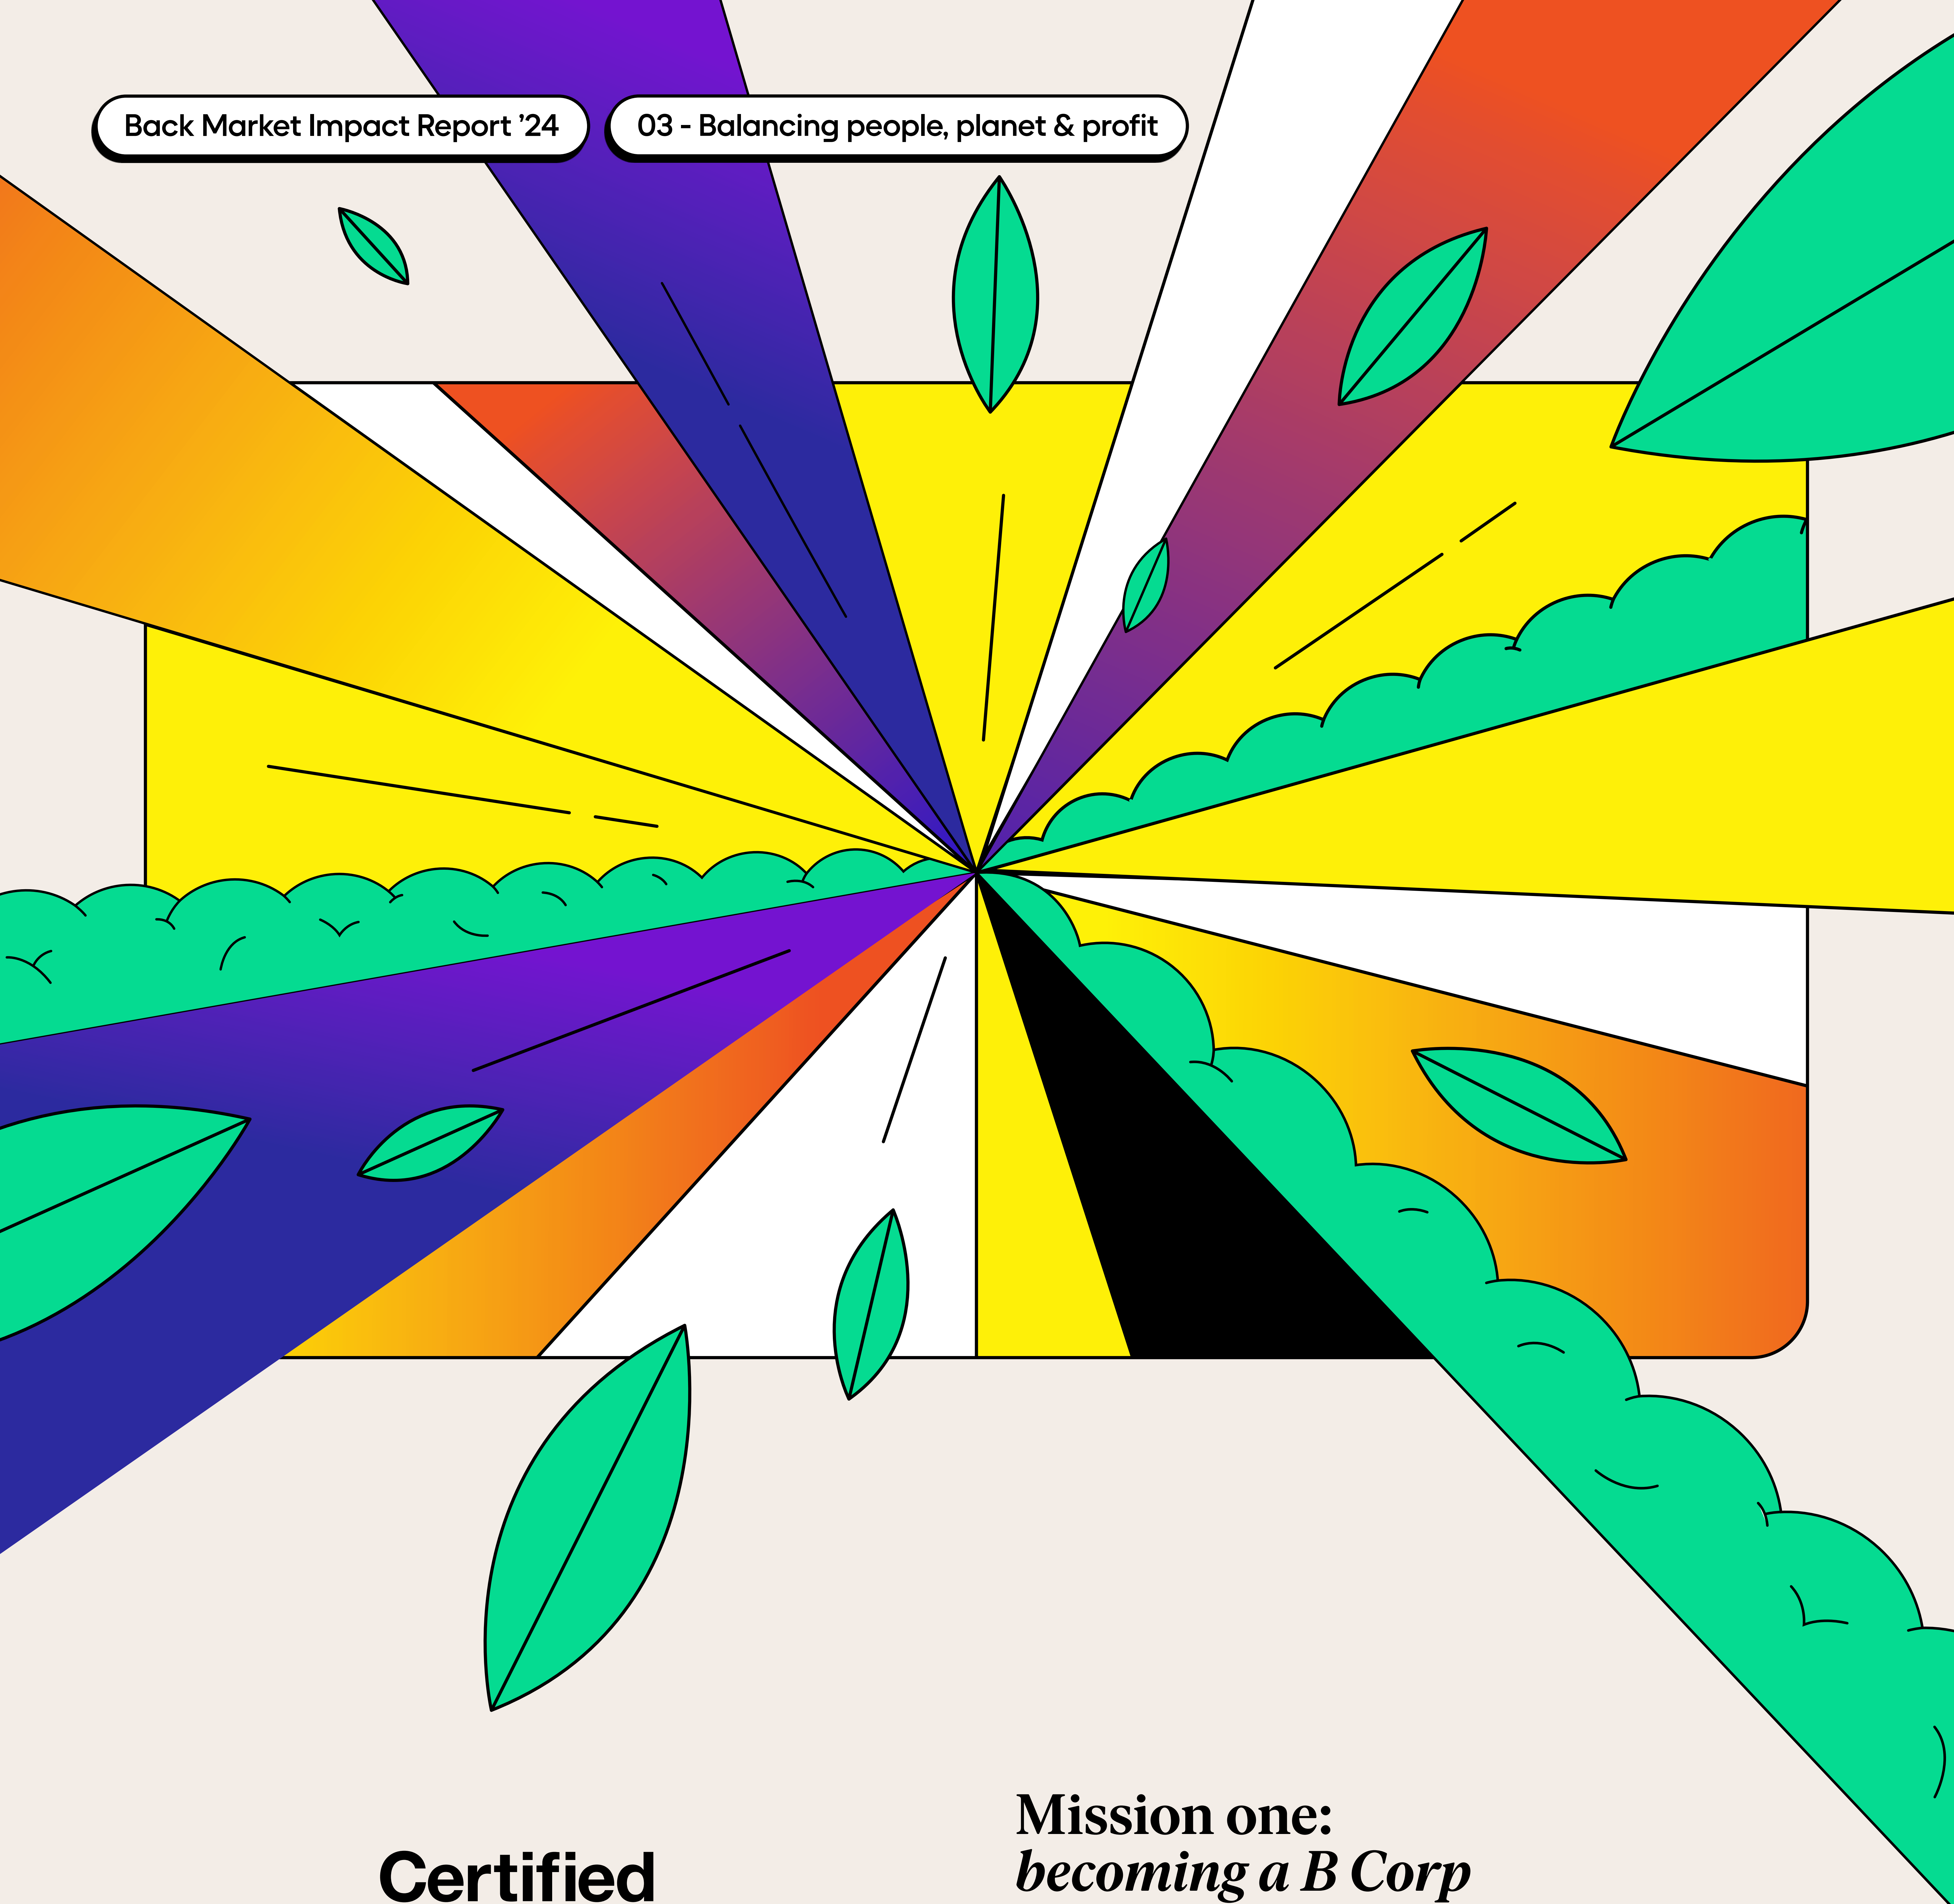 Back Market Impact Report ’24
03 - Balancing people, planet & profit
Mission one:
becoming a B Corp
Certified